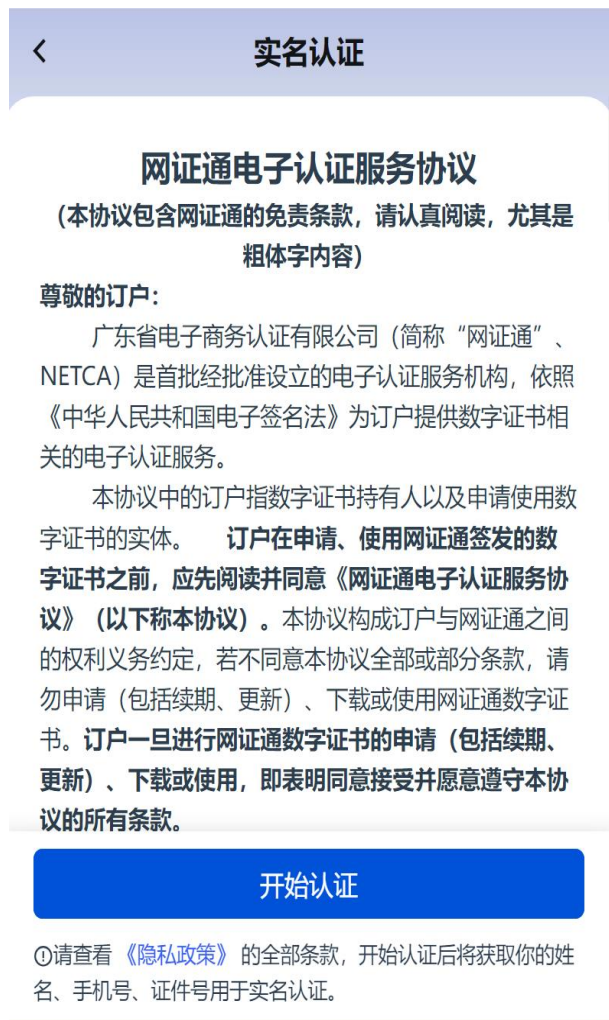 实名认证
网证通电子认证服务协议
（本协议包含网证通的免责条款，请认真阅读，尤其是
粗体字内容）
尊敬的订户：
广东省电子商务认证有限公司（简称“网证通”、
NETCA）是首批经批准设立的电子认证服务机构，依照
《中华人民共和国电子签名法》为订户提供数字证书相
关的电子认证服务。
本协议中的订户指数字证书持有人以及申请使用数
字证书的实体。 订户在申请、使用网证通签发的数
字证书之前，应先阅读并同意《网证通电子认证服务协
议》（以下称本协议）。本协议构成订户与网证通之间
的权利义务约定，若不同意本协议全部或部分条款，请
勿申请（包括续期、更新）、下载或使用网证通数字证
书。订户一旦进行网证通数字证书的申请（包括续期、
更新）、下载或使用，即表明同意接受并愿意遵守本协
议的所有条款。
开始认证
请查看《隐私政策》的全部条款，开始认证后将获取你的姓
名、手机号、证件号用于实名认证。